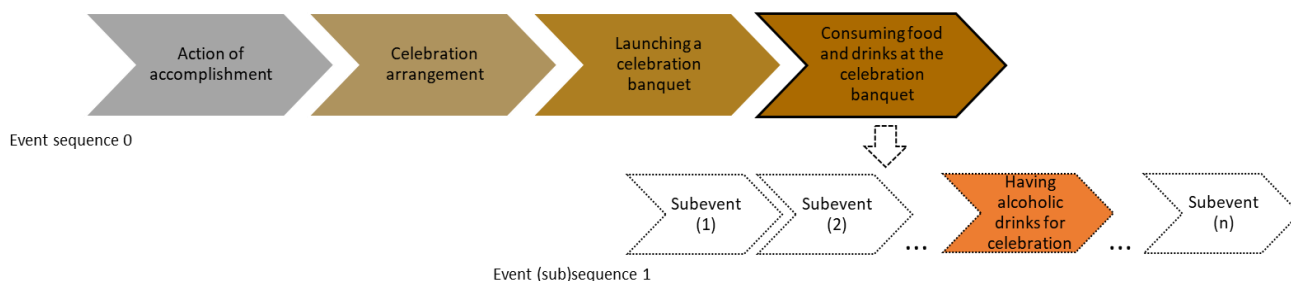 Action of
accomplishment
Celebration
arrangement
Launching a
celebration
banquet
Consuming food
and drinks at the
celebration
banquet
Event sequence 0
Subevent
(1)
Subevent
(2)
...
Having
alcoholic
drinks for
celebration
...
Subevent
(n)
Event (sub)sequence 1